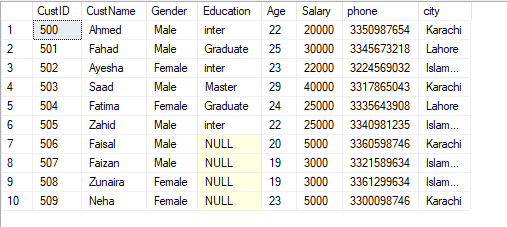 CustID CustName Gender Education Age Salary phone city
1 500 Ahmed Male inter 22 20000 3350987654 Karachi
2 501 Fahad Male Graduate 25 30000 3345673218 Lahore
3 502 Ayesha Female inter 23 22000 3224569032 Islam...
4 503 Saad Male Master 29 40000 3317865043 Karachi
5 504 Fatima Female Graduate 24 25000 3335643908 Lahore
6 505 Zahid Male inter 22 25000 3340981235 Islam...
7 506 Faisal Male NULL 20 5000 3360598746 Karachi
8 507 Faizan Male NULL 19 3000 3321589634 Islam...
9 508 Zunaira Female NULL 19 3000 3361299634 Islam...
10 509 Neha Female NULL 23 5000 3300098746 Karachi